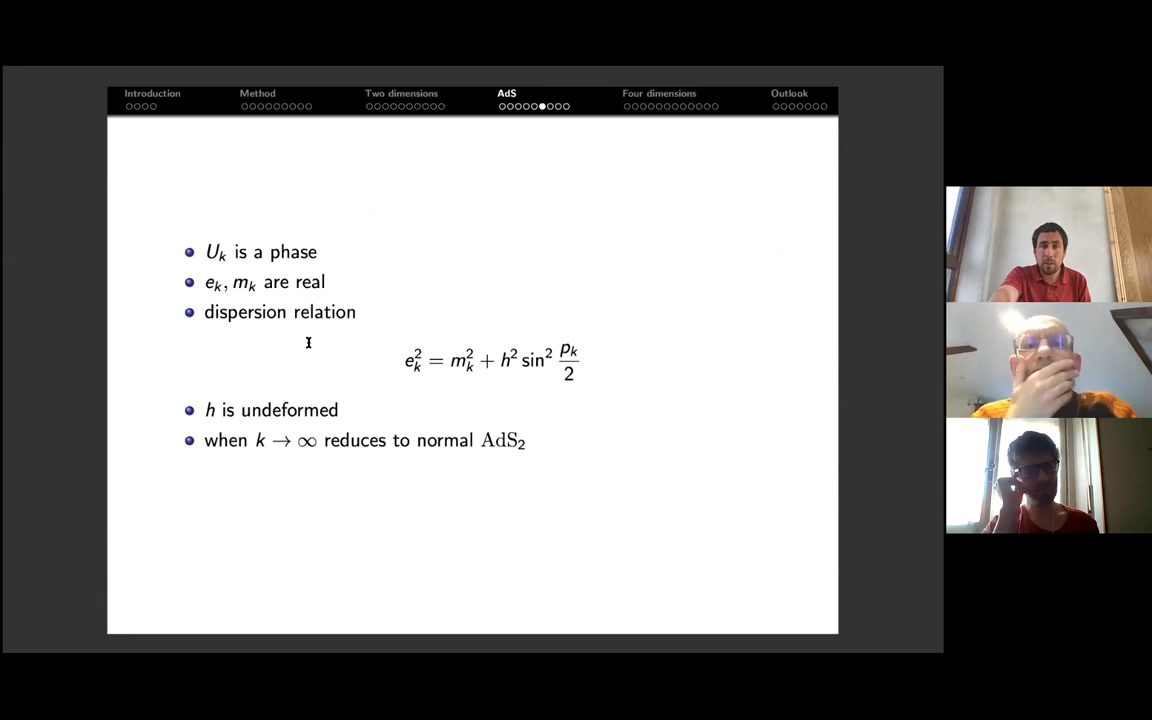 Introduction Method Two dimensions AdS Four dimensions Outlook
U_k is a phase
e_k, m_k are real
dispersion relation
e_k^2 = m_k^2 + h^2 sin^2 p_k/2
h is undeformed
when k → ∞ reduces to normal AdS_2